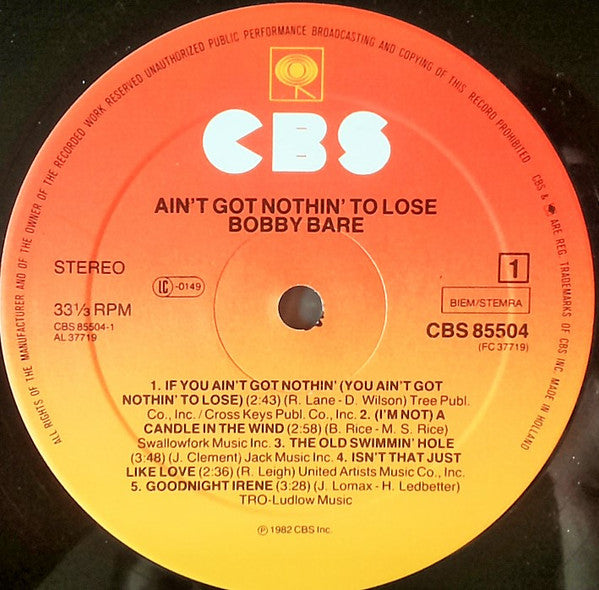 ALL RIGHTS OF THE MANUFACTURER AND OF THE OWNER OF THE RECORDED WORK RESERVED UNAUTHORIZED PUBLIC PERFORMANCE BROADCASTING AND COPYING OF THIS RECORD PROHIBITED
CBS & ARE REG. TRADEMARKS OF CBS INC. MADE IN HOLLAND
CBS
AIN'T GOT NOTHIN' TO LOSE
BOBBY BARE
STEREO
LC -0149
1
33⅓ RPM
BIEM/STEMRA
CBS 85504-1
AL 37719
CBS 85504
(FC 37719)
1. IF YOU AIN'T GOT NOTHIN' (YOU AIN'T GOT
NOTHIN' TO LOSE) (2:43) (R. Lane - D. Wilson) Tree Publ.
Co., Inc. / Cross Keys Publ. Co., Inc. 2. (I'M NOT) A
CANDLE IN THE WIND (2:58) (B. Rice - M. S. Rice)
Swallowfork Music Inc. 3. THE OLD SWIMMIN' HOLE
(3:48) (J. Clement) Jack Music Inc. 4. ISN'T THAT JUST
LIKE LOVE (2:36) (R. Leigh) United Artists Music Co., Inc.
5. GOODNIGHT IRENE (3:28) (J. Lomax - H. Ledbetter)
TRO-Ludlow Music
℗ 1982 CBS Inc.